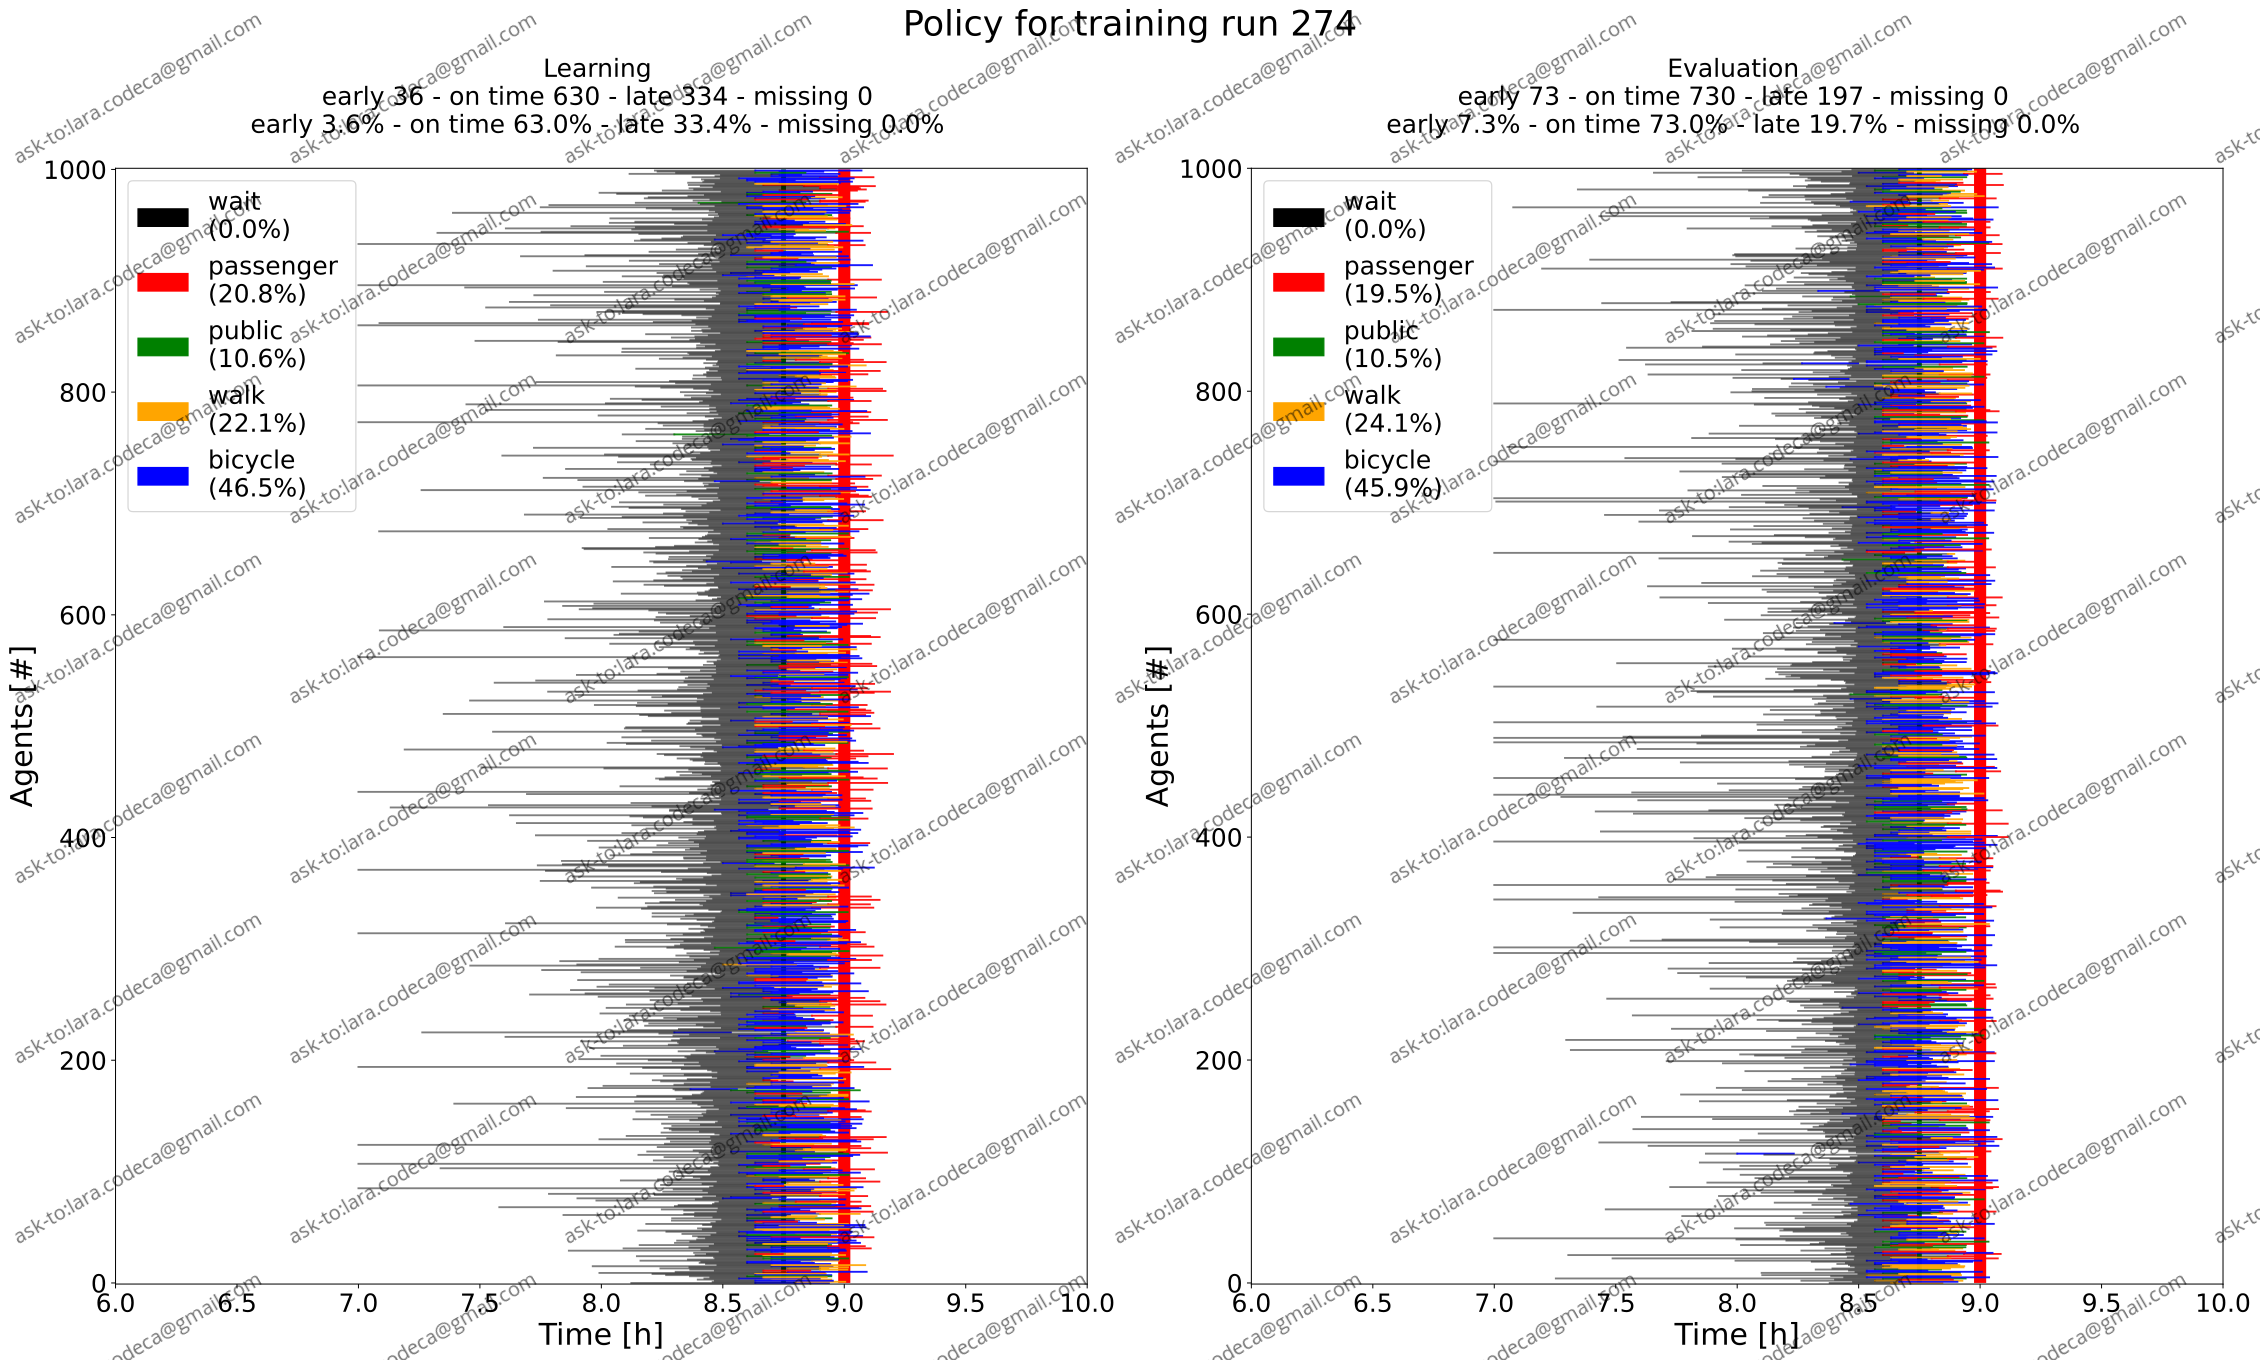 Policy for training run 274
Learning
early 36 - on time 630 - late 334 - missing 0
early 3.6% - on time 63.0% - late 33.4% - missing 0.0%
1000
800
600
400
200
0
Agents [#]
wait
(0.0%)
passenger
(20.8%)
public
(10.6%)
walk
(22.1%)
bicycle
(46.5%)
6.0 6.5 7.0 7.5 8.0 8.5 9.0 9.5 10.0
Time [h]
Evaluation
early 73 - on time 730 - late 197 - missing 0
early 7.3% - on time 73.0% - late 19.7% - missing 0.0%
1000
800
600
400
200
0
Agents [#]
wait
(0.0%)
passenger
(19.5%)
public
(10.5%)
walk
(24.1%)
bicycle
(45.9%)
6.0 6.5 7.0 7.5 8.0 8.5 9.0 9.5 10.0
Time [h]
ask-to:lara.codeca@gmail.com